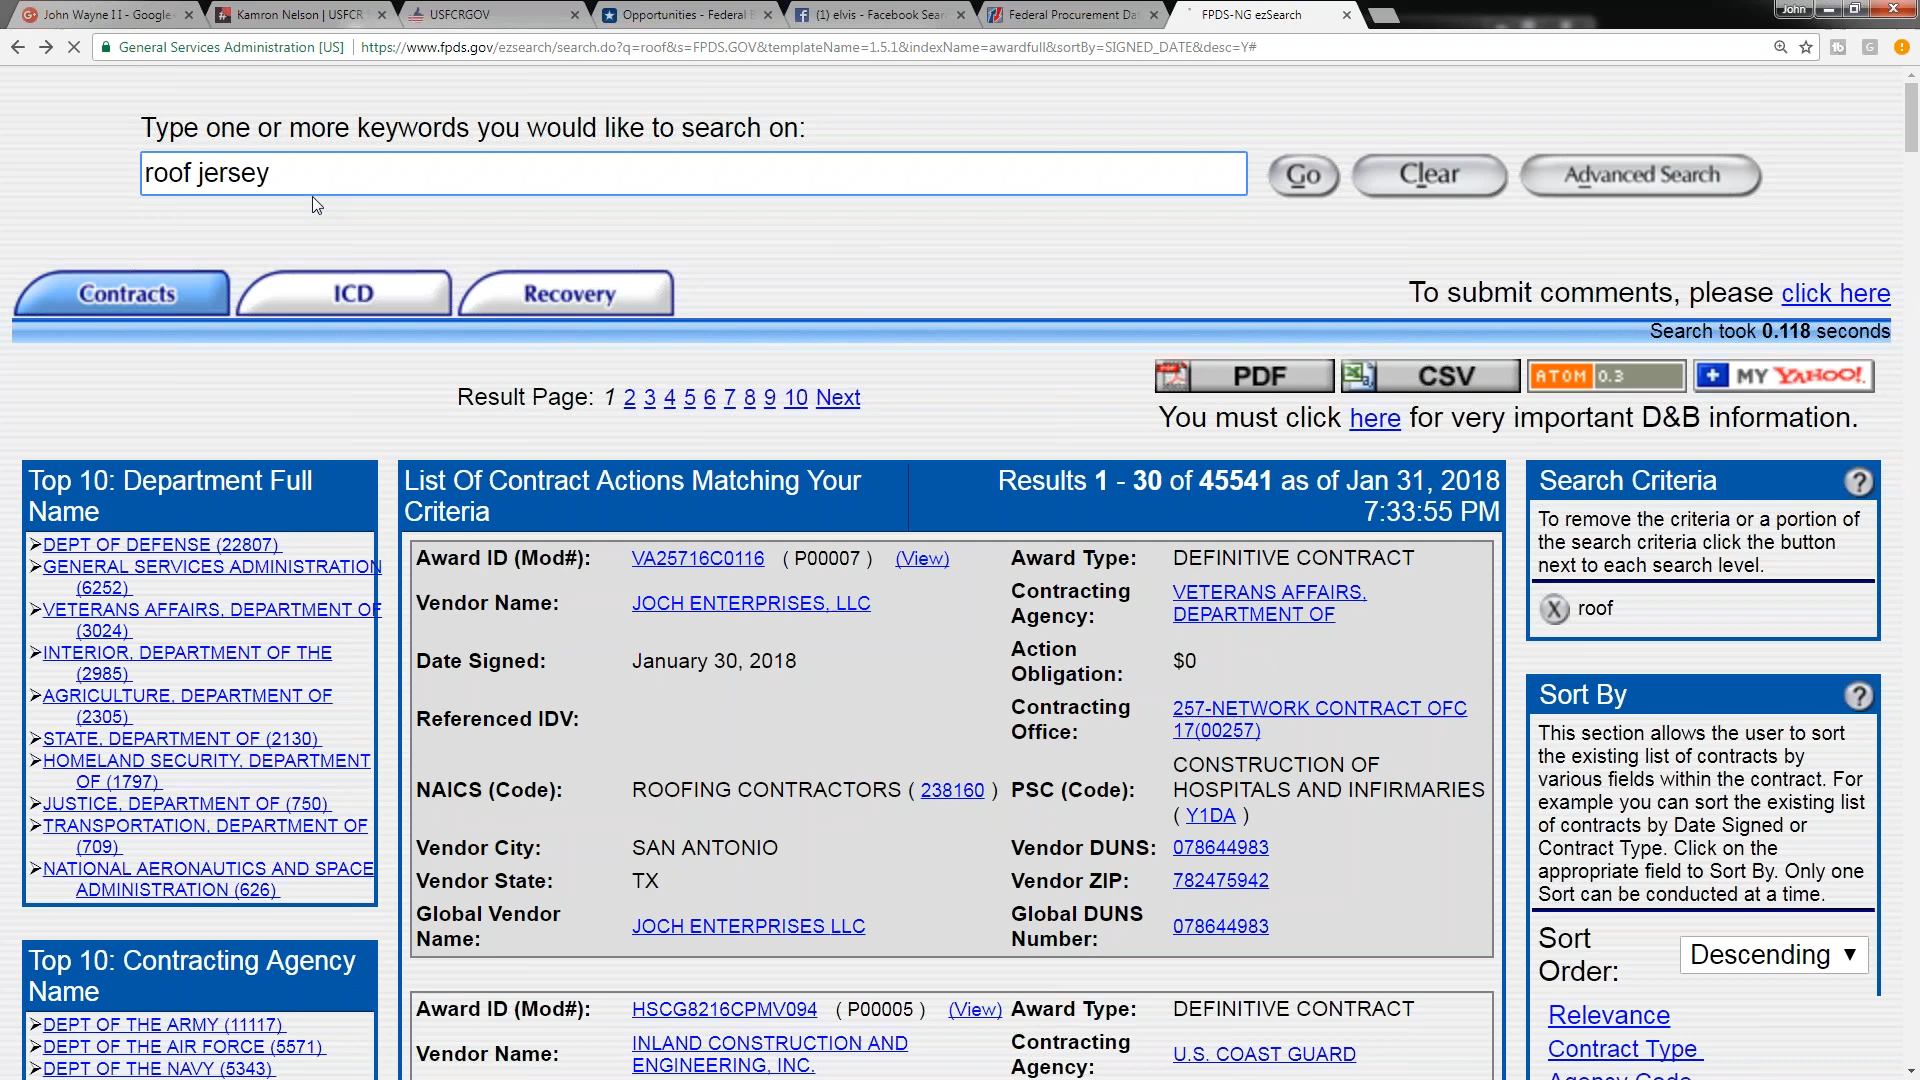 John Wayne I I - Google
Kamron Nelson | USFCR
USFCRGOV
Opportunities - Federal B
(1) elvis - Facebook Sear
Federal Procurement Da
FPDS-NG ezSearch
John
General Services Administration [US]
https://www.fpds.gov/ezsearch/search.do?q=roof&s=FPDS.GOV&templateName=1.5.1&indexName=awardfull&sortBy=SIGNED_DATE&desc=Y#
Type one or more keywords you would like to search on:
roof jersey
Go
Clear
Advanced Search
Contracts
ICD
Recovery
To submit comments, please click here
Search took 0.118 seconds
PDF
CSV
ATOM 0.3
MY YAHOO!
Result Page: 1 2 3 4 5 6 7 8 9 10 Next
You must click here for very important D&B information.
Top 10: Department Full
Name
DEPT OF DEFENSE (22807)
GENERAL SERVICES ADMINISTRATION
(6252)
VETERANS AFFAIRS, DEPARTMENT OF
(3024)
INTERIOR, DEPARTMENT OF THE
(2985)
AGRICULTURE, DEPARTMENT OF
(2305)
STATE, DEPARTMENT OF (2130)
HOMELAND SECURITY, DEPARTMENT
OF (1797)
JUSTICE, DEPARTMENT OF (750)
TRANSPORTATION, DEPARTMENT OF
(709)
NATIONAL AERONAUTICS AND SPACE
ADMINISTRATION (626)
Top 10: Contracting Agency
Name
DEPT OF THE ARMY (11117)
DEPT OF THE AIR FORCE (5571)
DEPT OF THE NAVY (5343)
List Of Contract Actions Matching Your
Criteria
Results 1 - 30 of 45541 as of Jan 31, 2018
7:33:55 PM
Award ID (Mod#): VA25716C0116 ( P00007 ) (View)
Award Type: DEFINITIVE CONTRACT
Vendor Name: JOCH ENTERPRISES, LLC
Contracting
Agency:
VETERANS AFFAIRS,
DEPARTMENT OF
Date Signed: January 30, 2018
Action
Obligation:
$0
Referenced IDV:
Contracting
Office:
257-NETWORK CONTRACT OFC
17(00257)
NAICS (Code): ROOFING CONTRACTORS ( 238160 )
PSC (Code):
CONSTRUCTION OF
HOSPITALS AND INFIRMARIES
( Y1DA )
Vendor City: SAN ANTONIO
Vendor DUNS: 078644983
Vendor State: TX
Vendor ZIP: 782475942
Global Vendor
Name:
JOCH ENTERPRISES LLC
Global DUNS
Number:
078644983
Award ID (Mod#): HSCG8216CPMV094 ( P00005 ) (View)
Award Type: DEFINITIVE CONTRACT
Vendor Name:
INLAND CONSTRUCTION AND
ENGINEERING, INC.
Contracting
Agency:
U.S. COAST GUARD
Search Criteria
?
To remove the criteria or a portion of
the search criteria click the button
next to each search level.
X roof
Sort By
?
This section allows the user to sort
the existing list of contracts by
various fields within the contract. For
example you can sort the existing list
of contracts by Date Signed or
Contract Type. Click on the
appropriate field to Sort By. Only one
Sort can be conducted at a time.
Sort
Order:
Descending
Relevance
Contract Type
Agency Code